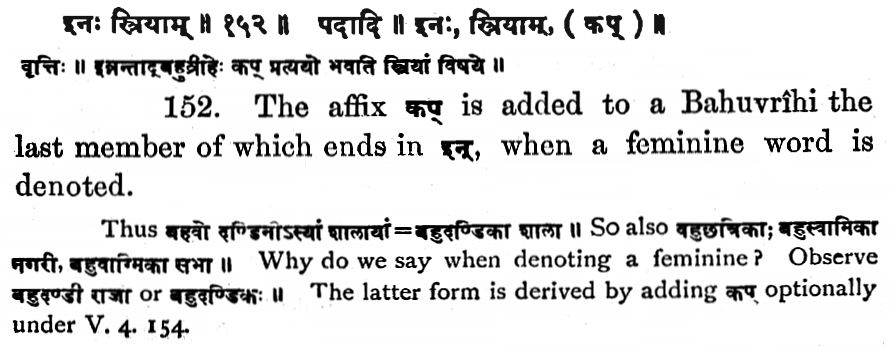 इनः स्त्रियाम् ॥ १५२ ॥ पदादि ॥ इनः, स्त्रियाम्, ( कप् ) ॥
वृत्तिः ॥ इन्नन्ताद्बहुव्रीहेः कप् प्रत्ययो भवति स्त्रियां विषये ॥
152. The affix कप् is added to a Bahuvrîhi the
last member of which ends in इन्, when a feminine word is
denoted.
Thus बहवो दण्डिनोऽस्यां शालायां=बहुदण्डिका शाला ॥ So also बहुछत्रिका; बहुस्वामिका
नगरी, बहुवाग्मिका सभा ॥ Why do we say when denoting a feminine? Observe
बहुदण्डी राजा or बहुदण्डिकः ॥ The latter form is derived by adding कप् optionally
under V. 4. 154.